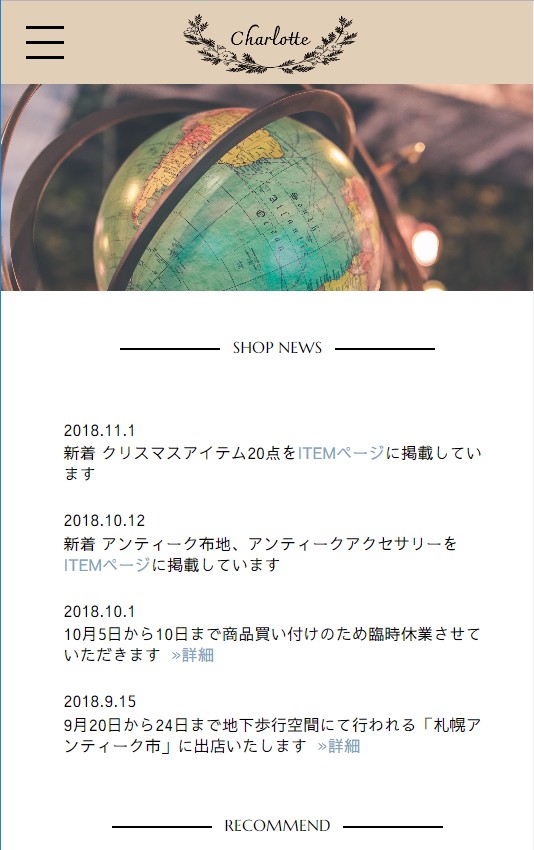 Charlotte
South
Atlantic
Ocean
SHOP NEWS
2018.11.1
新着 クリスマスアイテム20点をITEMページに掲載してい
ます
2018.10.12
新着 アンティーク布地、アンティークアクセサリーを
ITEMページに掲載しています
2018.10.1
10月5日から10日まで商品買い付けのため臨時休業させて
いただきます »詳細
2018.9.15
9月20日から24日まで地下歩行空間にて行われる「札幌ア
ンティーク市」に出店いたします »詳細
RECOMMEND